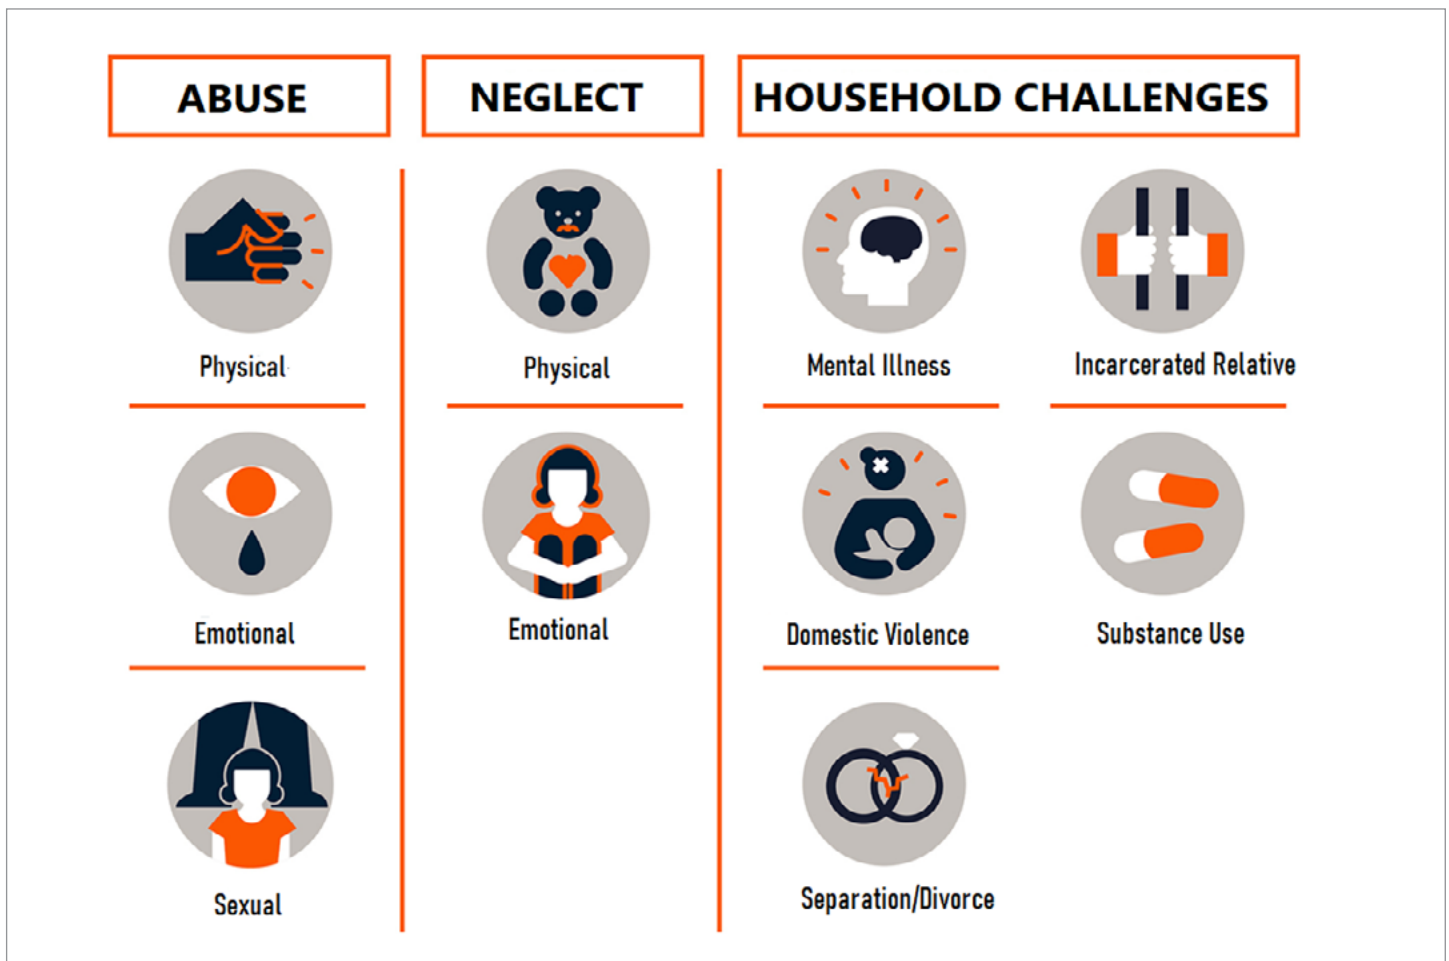 ABUSE
NEGLECT
HOUSEHOLD CHALLENGES
Physical
Physical
Mental Illness
Incarcerated Relative
Emotional
Emotional
Domestic Violence
Substance Use
Sexual
Separation/Divorce